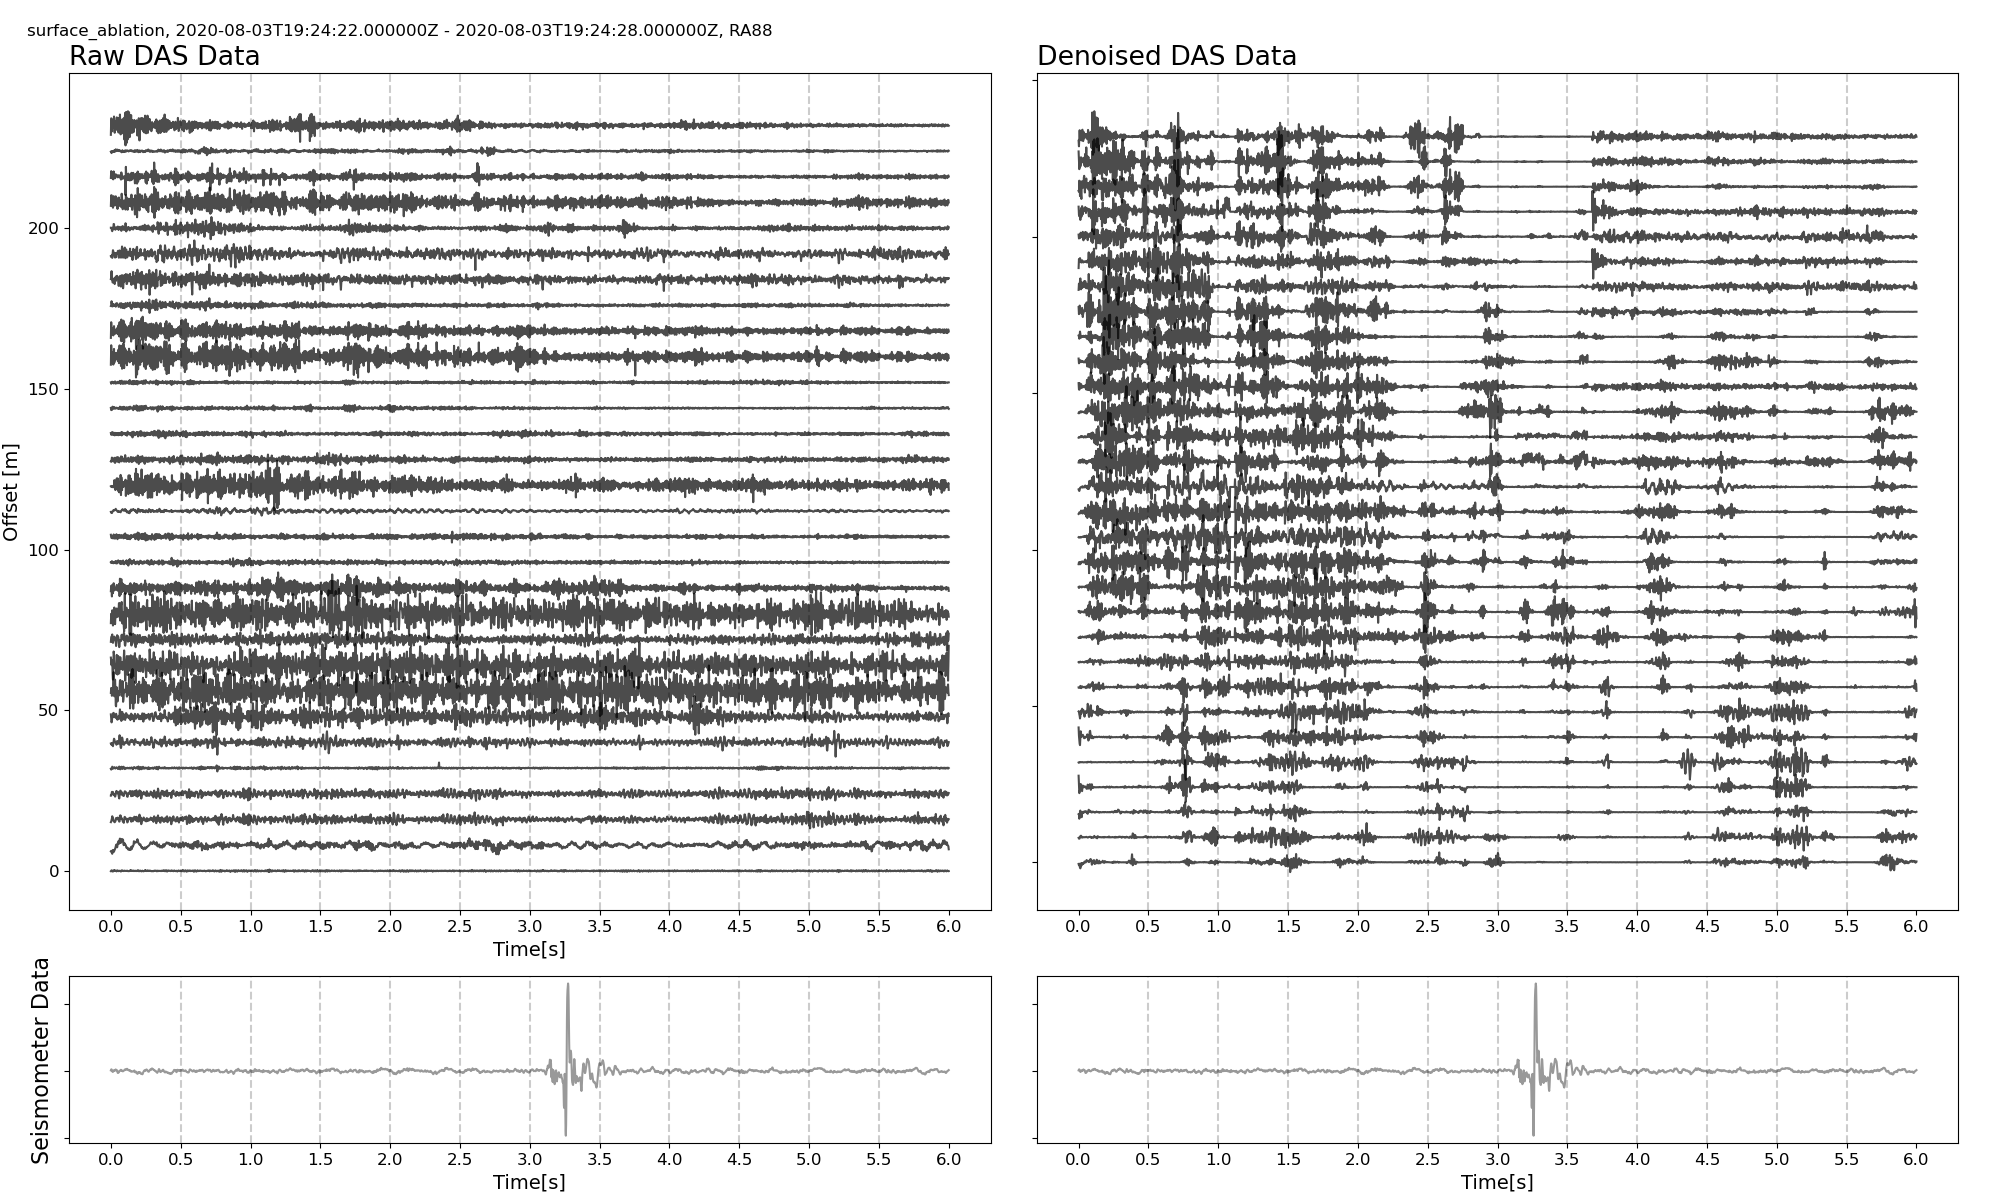 surface_ablation, 2020-08-03T19:24:22.000000Z - 2020-08-03T19:24:28.000000Z, RA88
Raw DAS Data
Denoised DAS Data
Offset [m]
200
150
100
50
0
0.0 0.5 1.0 1.5 2.0 2.5 3.0 3.5 4.0 4.5 5.0 5.5 6.0
Time[s]
0.0 0.5 1.0 1.5 2.0 2.5 3.0 3.5 4.0 4.5 5.0 5.5 6.0
Seismometer Data
0.0 0.5 1.0 1.5 2.0 2.5 3.0 3.5 4.0 4.5 5.0 5.5 6.0
Time[s]
0.0 0.5 1.0 1.5 2.0 2.5 3.0 3.5 4.0 4.5 5.0 5.5 6.0
Time[s]